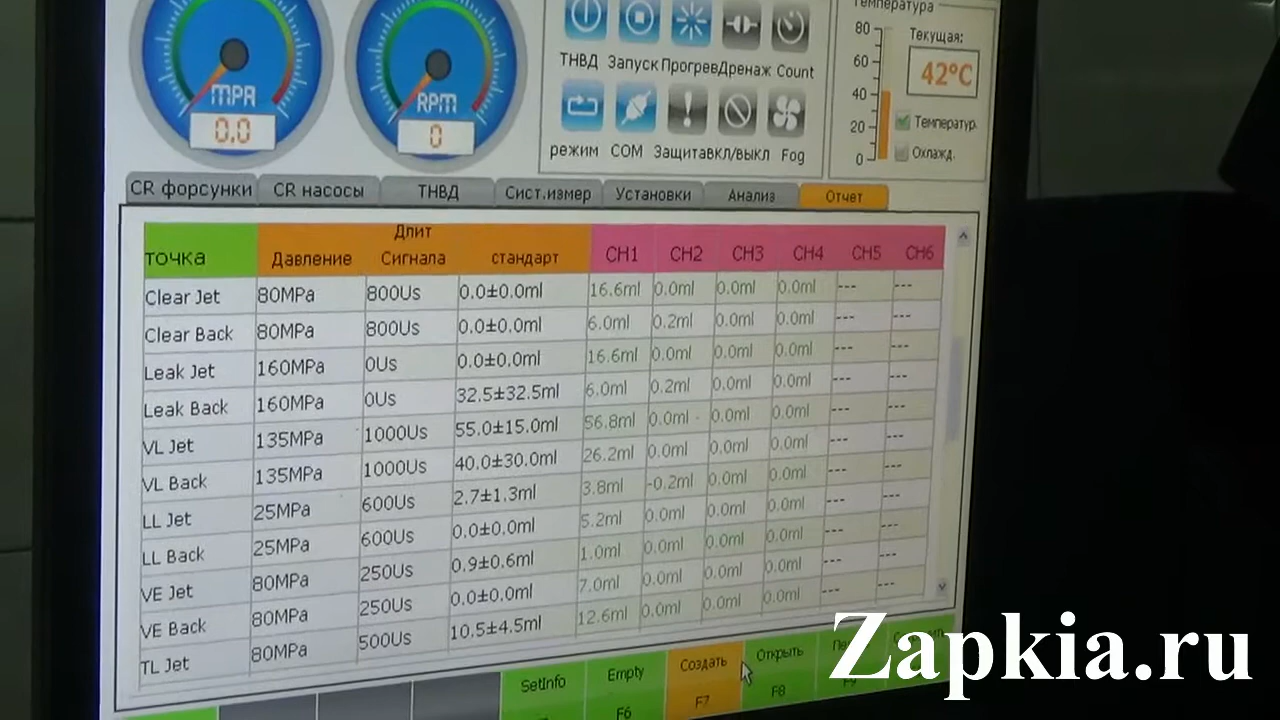 температура
MPA
0.0
RPM
0
ТНВД Запуск Прогрев Дренаж Count
режим COM Защита вкл/выкл Fog
80
60
40
20
0
Текущая:
42°C
Температур.
Охлажд.
CR форсунки CR насосы ТНВД Сист.измер Установки Анализ Отчет
точка Давление Длит Сигнала стандарт CH1 CH2 CH3 CH4 CH5 CH6
Clear Jet 80MPa 800Us 0.0±0.0ml 16.6ml 0.0ml 0.0ml 0.0ml --- ---
Clear Back 80MPa 800Us 0.0±0.0ml 6.0ml 0.2ml 0.0ml 0.0ml --- ---
Leak Jet 160MPa 0Us 0.0±0.0ml 16.6ml 0.0ml 0.0ml 0.0ml --- ---
Leak Back 160MPa 0Us 32.5±32.5ml 6.0ml 0.2ml 0.0ml 0.0ml --- ---
VL Jet 135MPa 1000Us 55.0±15.0ml 56.8ml 0.0ml 0.0ml 0.0ml --- ---
VL Back 135MPa 1000Us 40.0±30.0ml 26.2ml 0.0ml 0.0ml 0.0ml --- ---
LL Jet 25MPa 600Us 2.7±1.3ml 3.8ml -0.2ml 0.0ml 0.0ml --- ---
LL Back 25MPa 600Us 0.0±0.0ml 5.2ml 0.0ml 0.0ml 0.0ml --- ---
VE Jet 80MPa 250Us 0.9±0.6ml 1.0ml 0.0ml 0.0ml 0.0ml --- ---
VE Back 80MPa 250Us 0.0±0.0ml 7.0ml 0.0ml 0.0ml 0.0ml --- ---
TL Jet 80MPa 500Us 10.5±4.5ml 12.6ml 0.0ml 0.0ml 0.0ml --- ---
SetInfo Empty Создать Открыть
F6 F7 F8 F9
Zapkia.ru